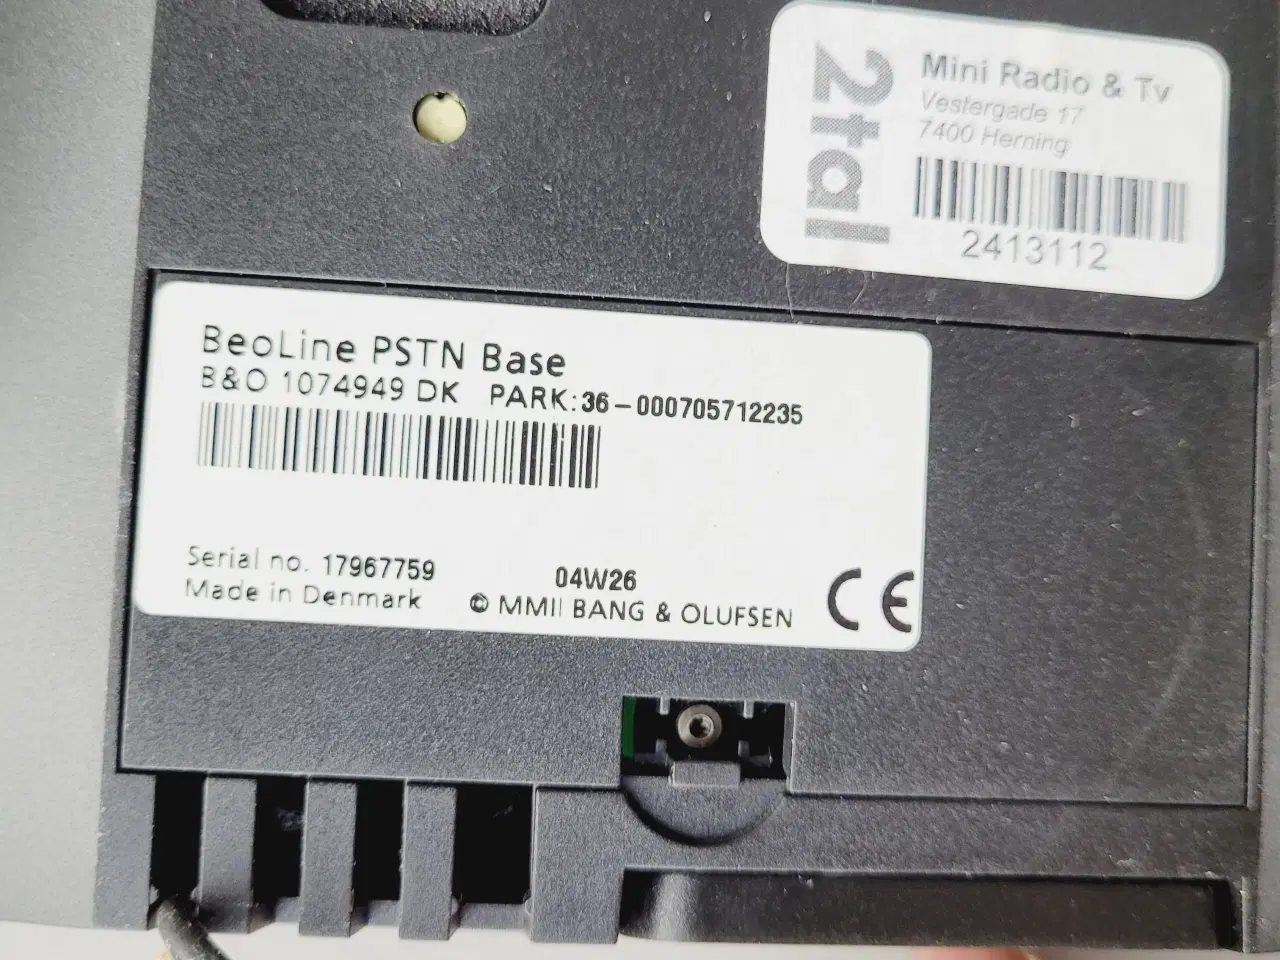 2tal
Mini Radio & Tv
Vestergade 17
7400 Herning
2413112
BeoLine PSTN Base
B&O 1074949 DK PARK:36-000705712235
Serial no. 17967759 04W26
Made in Denmark © MMII BANG & OLUFSEN
CE